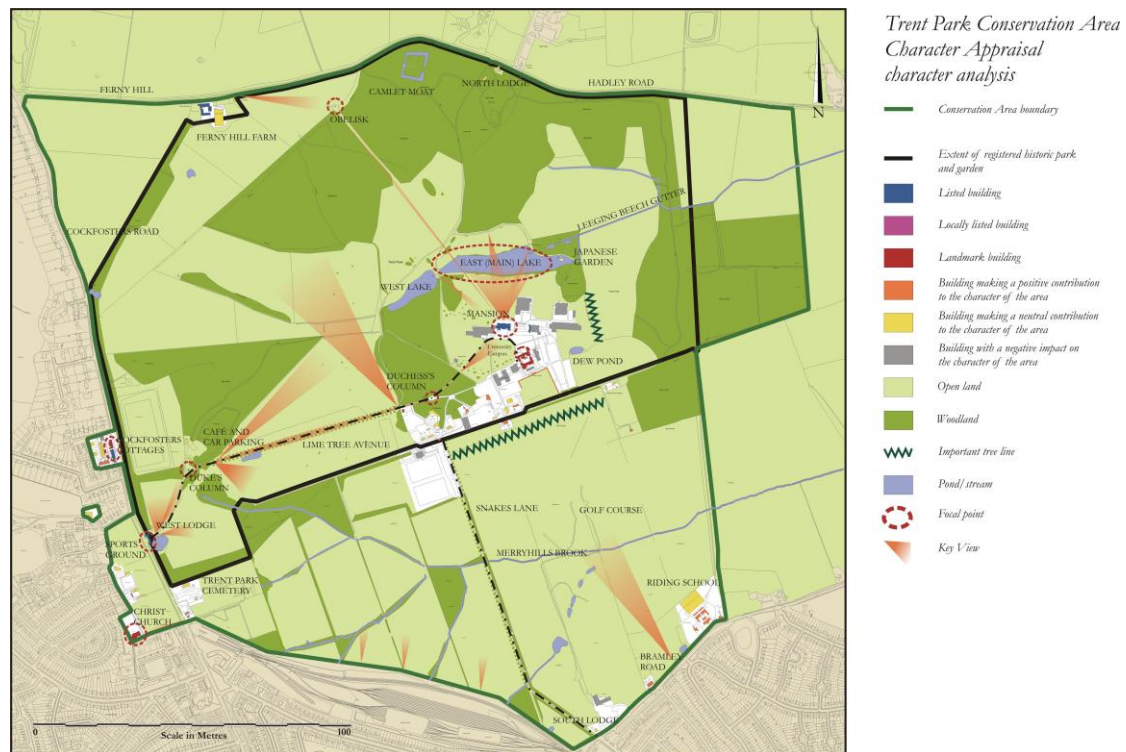 Trent Park Conservation Area
Character Appraisal
character analysis
Conservation Area boundary
Extent of registered historic park
and garden
Listed building
Locally listed building
Landmark building
Building making a positive contribution
to the character of the area
Building making a neutral contribution
to the character of the area
Building with a negative impact on
the character of the area
Open land
Woodland
Important tree line
Pond/stream
Focal point
Key View
N
FERNY HILL
CAMLET MOAT
NORTH LODGE
HADLEY ROAD
OBELISK
FERNY HILL FARM
COCKFOSTERS ROAD
LEEGING BEECH GUTTER
JAPANESE
GARDEN
EAST (MAIN) LAKE
WEST LAKE
MANSION
University
Campus
DEW POND
DUCHESS'S
COLUMN
CAFE AND
CAR PARKING
LIME TREE AVENUE
COCKFOSTERS
COTTAGES
DUKE'S
COLUMN
SNAKES LANE
GOLF COURSE
WEST LODGE
SPORTS
GROUND
MERRYHILLS BROOK
TRENT PARK
CEMETERY
RIDING SCHOOL
CHRIST-
CHURCH
BRAMLEY
ROAD
SOUTH LODGE
0
Scale in Metres
100